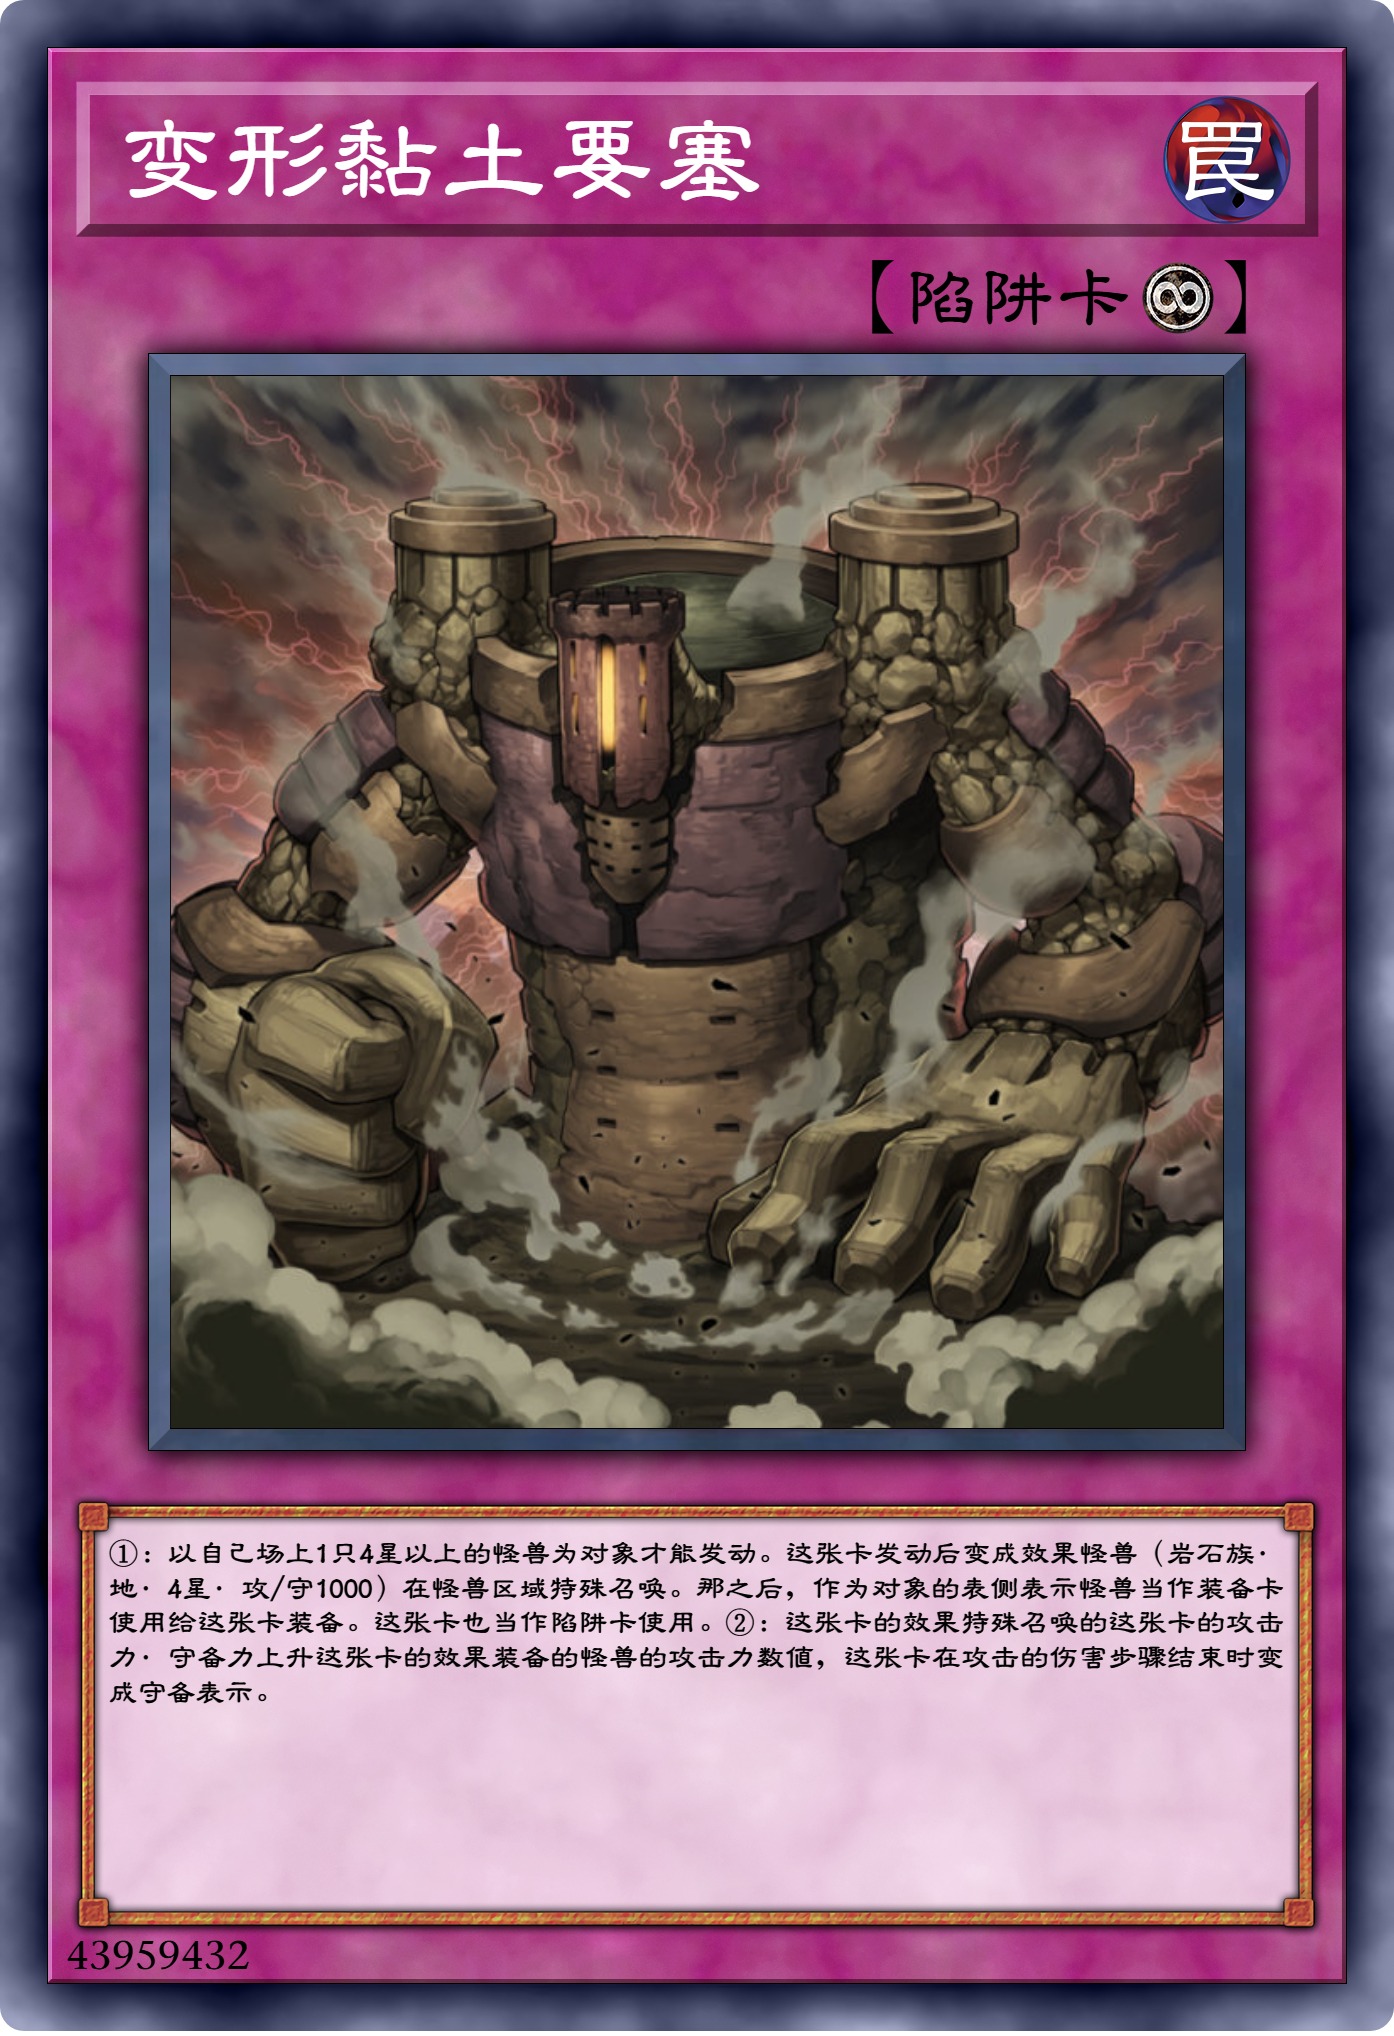 变形黏土要塞
罠
【陷阱卡】
①：以自己场上1只4星以上的怪兽为对象才能发动。这张卡发动后变成效果怪兽（岩石族·
地·4星·攻/守1000）在怪兽区域特殊召唤。那之后，作为对象的表侧表示怪兽当作装备卡
使用给这张卡装备。这张卡也当作陷阱卡使用。②：这张卡的效果特殊召唤的这张卡的攻击
力·守备力上升这张卡的效果装备的怪兽的攻击力数值，这张卡在攻击的伤害步骤结束时变
成守备表示。
43959432